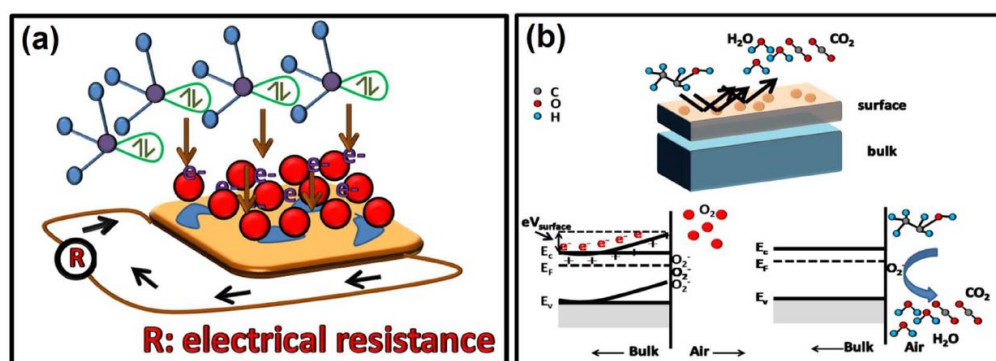 (a)
e-
e-
e-
e-
e-
e-
R
R: electrical resistance
(b)
H₂O
CO₂
C
O
H
surface
bulk
eVsurface
e⁻ e⁻ e⁻ e⁻ e⁻
+ + + + +
Ec
EF
Ev
O₂
O₂⁻
O₂⁻
O₂⁻
Bulk
Air
Ec
EF
Ev
O₂⁻
CO₂
H₂O
Bulk
Air